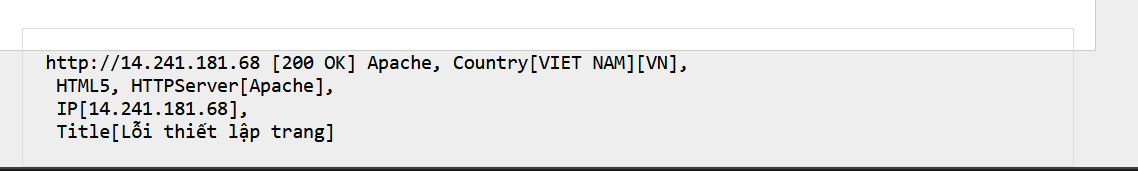 http://14.241.181.68 [200 OK] Apache, Country[VIET NAM][VN],
HTML5, HTTPServer[Apache],
IP[14.241.181.68],
Title[Lỗi thiết lập trang]